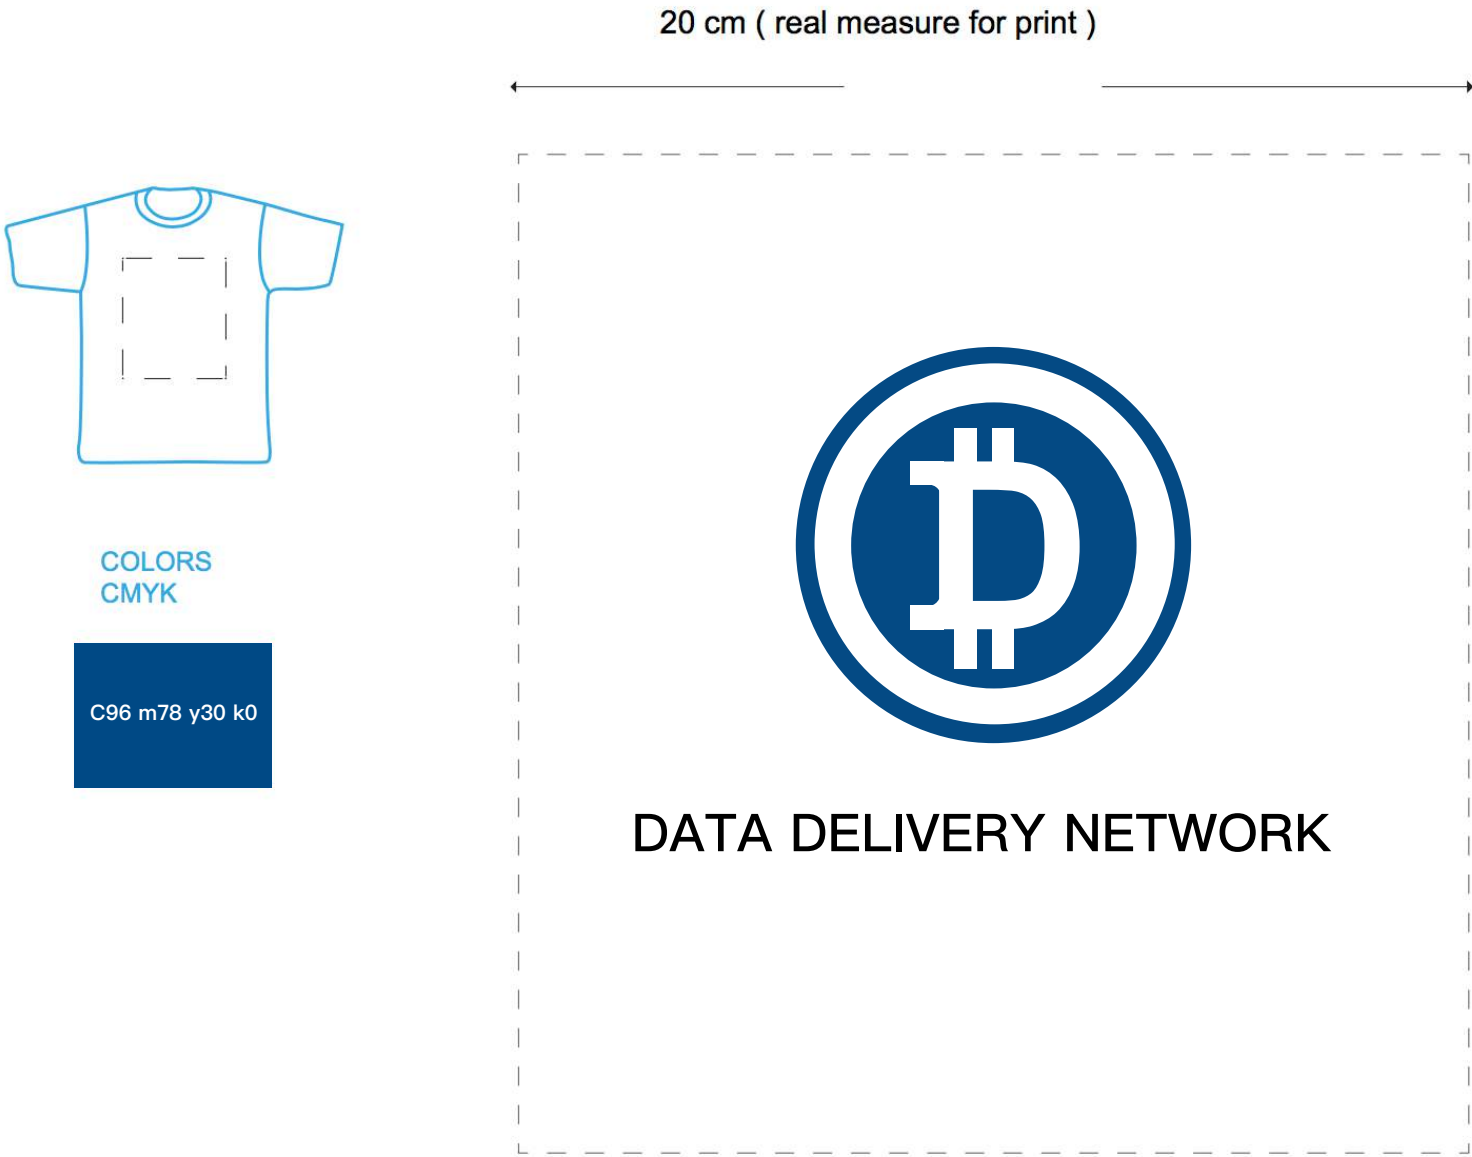 20 cm ( real measure for print )
COLORS
CMYK
C96 m78 y30 k0
D
DATA DELIVERY NETWORK